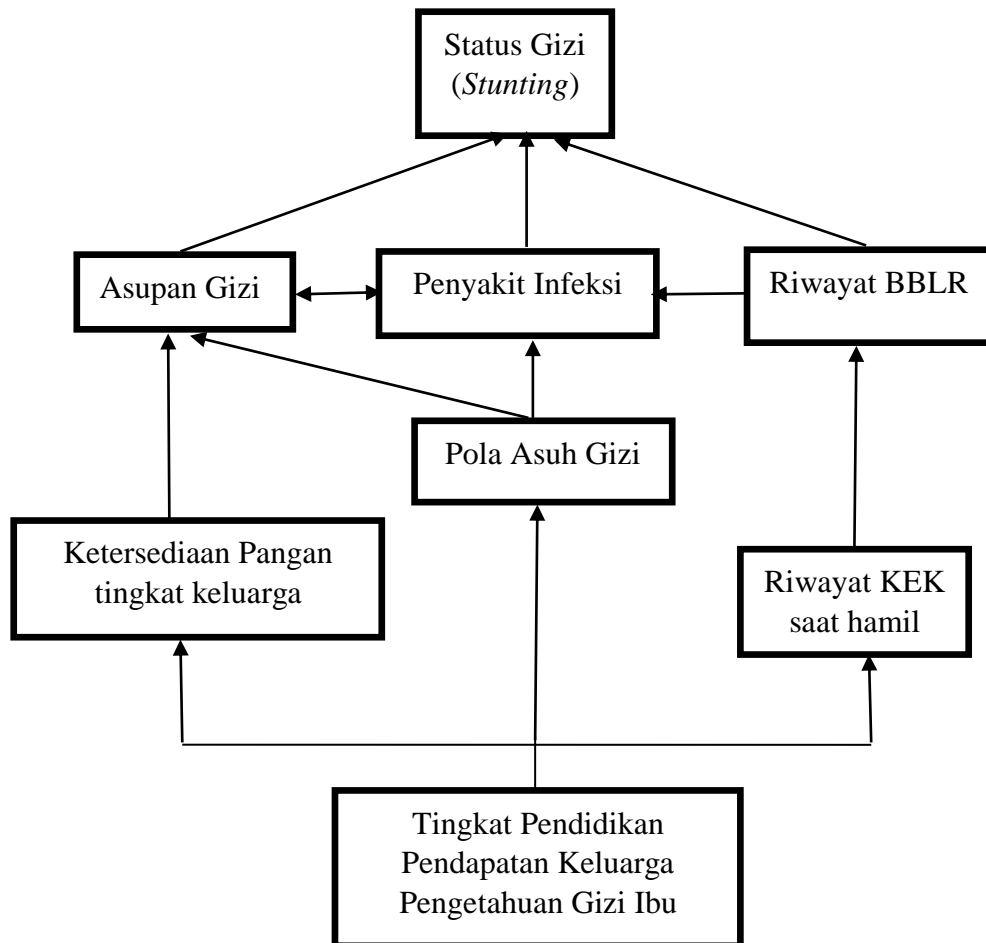 Status Gizi
(Stunting)
Asupan Gizi
Penyakit Infeksi
Riwayat BBLR
Pola Asuh Gizi
Ketersediaan Pangan
tingkat keluarga
Riwayat KEK
saat hamil
Tingkat Pendidikan
Pendapatan Keluarga
Pengetahuan Gizi Ibu